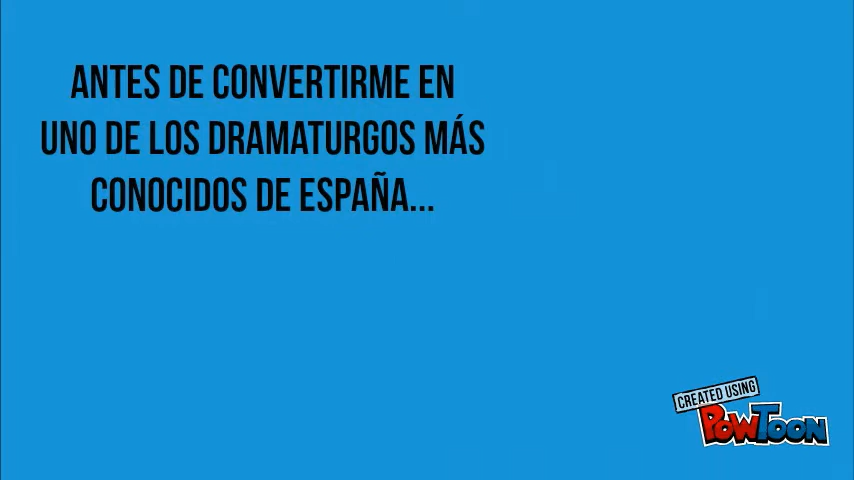 ANTES DE CONVERTIRME EN
UNO DE LOS DRAMATURGOS MÁS
CONOCIDOS DE ESPAÑA...
CREATED USING
POWTOON